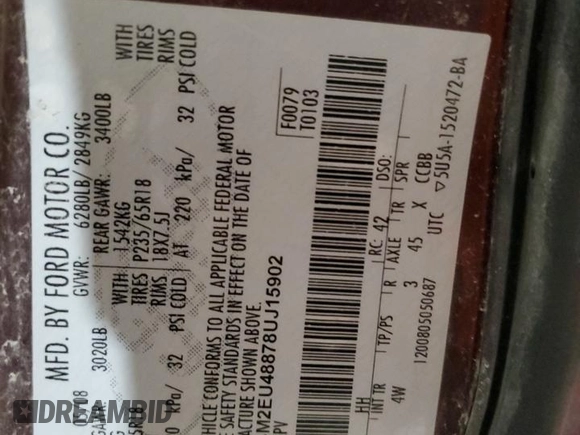 MFD. BY FORD MOTOR CO.
GVWR: 6280LB/2849KG
3020LB REAR GAWR: 3400LB
WITH 1542KG WITH
TIRES P235/65R18 TIRES
RIMS 18X7.5J RIMS
kPa/ 32 PSI COLD AT 220 kPa/ 32 PSI COLD
CONFORMS TO ALL APPLICABLE FEDERAL MOTOR
SAFETY STANDARDS IN EFFECT ON THE DATE OF
SHOWN ABOVE.
M2EU48878UJ15902
F0079
T0103
HH RC: 42 DSO:
INT TR TP/PS R AXLE TR SPR
4W 3 45 X CCBB
1200805050687 UTC ▽5U5A-1520472-BA
DREAMBID